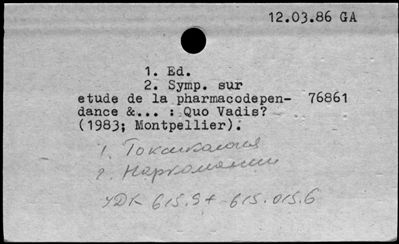 12.03.86 GA
1. Ed.
2. Symp. sur
etude de la pharmacodepen- 76861
dance &... : Quo Vadis?
(1983; Montpellier).
1. Токсикология
2. Наркомании
УДК 615.9 + 615.015.6